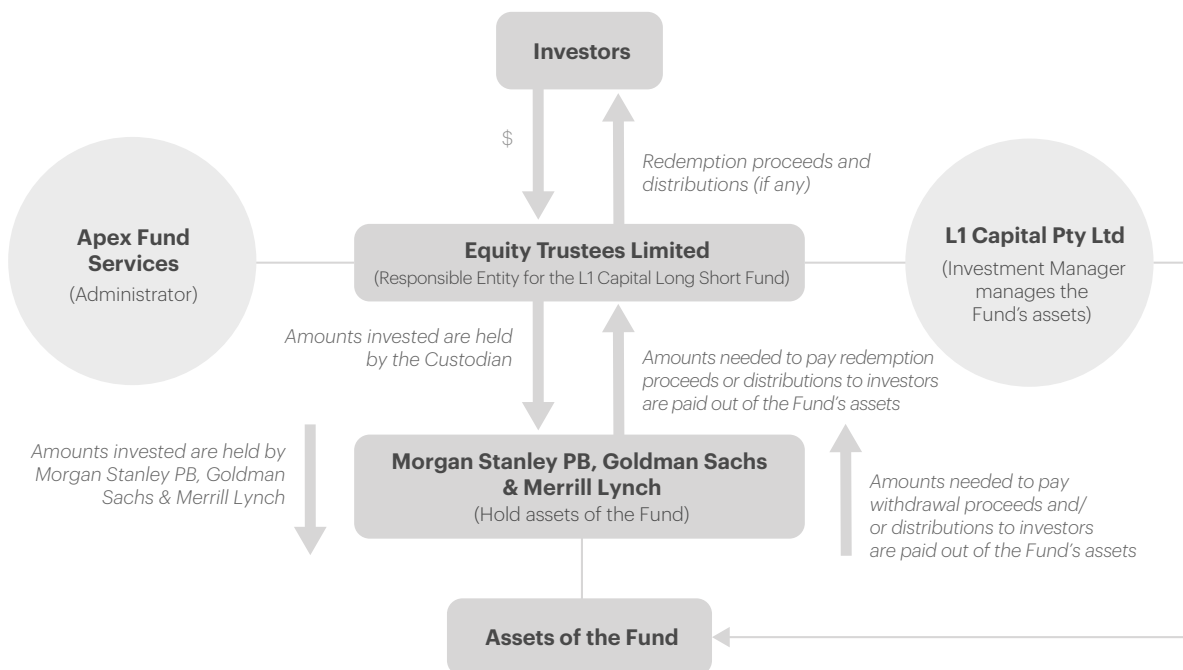 Investors
$
Redemption proceeds and
distributions (if any)
Apex Fund
Services
(Administrator)
Equity Trustees Limited
(Responsible Entity for the L1 Capital Long Short Fund)
L1 Capital Pty Ltd
(Investment Manager
manages the
Fund's assets)
Amounts invested are held
by the Custodian
Amounts needed to pay redemption
proceeds or distributions to investors
are paid out of the Fund's assets
Amounts invested are held by
Morgan Stanley PB, Goldman
Sachs & Merrill Lynch
Morgan Stanley PB, Goldman Sachs
& Merrill Lynch
(Hold assets of the Fund)
Amounts needed to pay
withdrawal proceeds and/
or distributions to investors
are paid out of the Fund's assets
Assets of the Fund